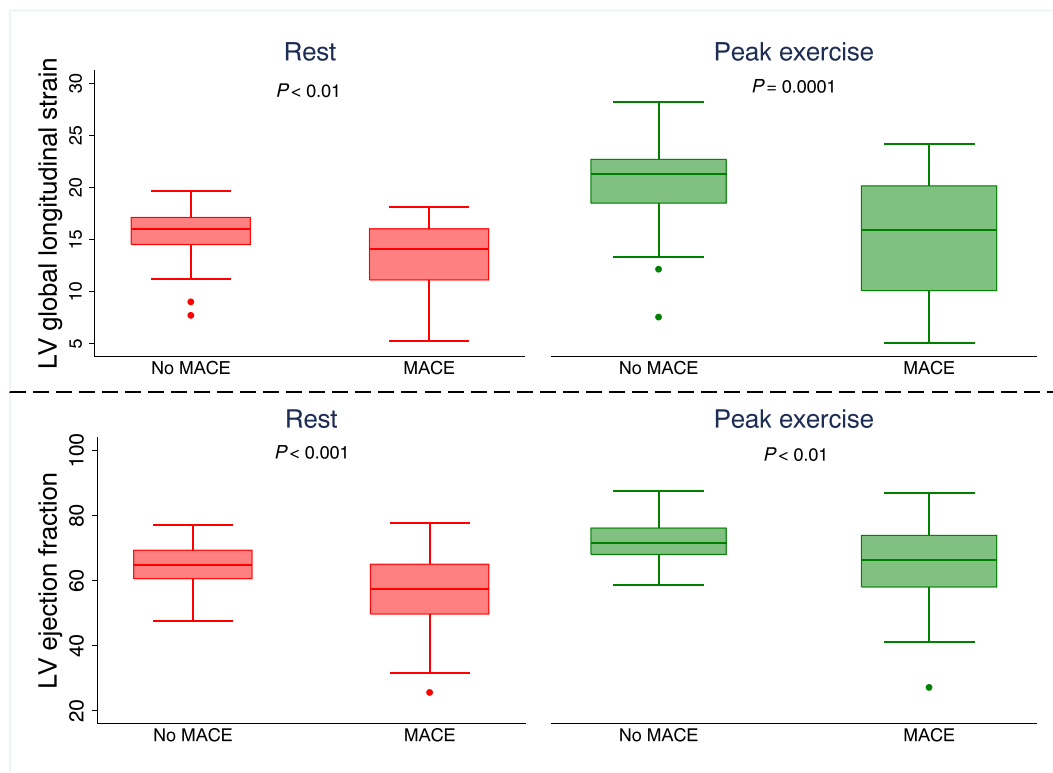 Rest
Peak exercise
P < 0.01
P = 0.0001
LV global longitudinal strain
30
25
20
15
10
5
No MACE
MACE
No MACE
MACE
Rest
Peak exercise
P < 0.001
P < 0.01
LV ejection fraction
100
80
60
40
20
No MACE
MACE
No MACE
MACE